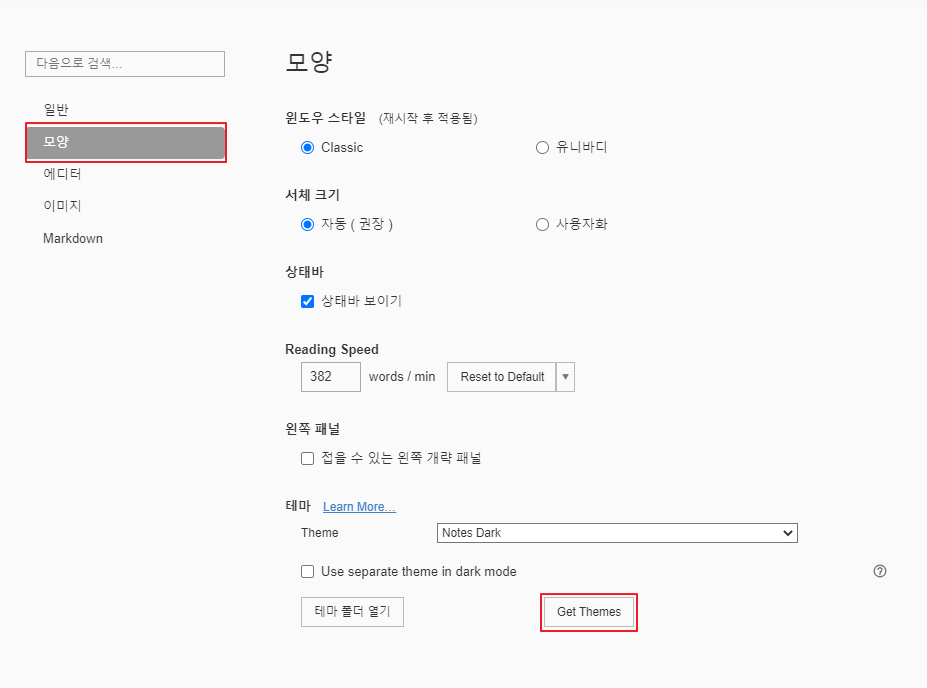 다음으로 검색...
일반
모양
에디터
이미지
Markdown
모양
윈도우 스타일 (재시작 후 적용됨)
Classic 유니바디
서체 크기
자동 ( 권장 ) 사용자화
상태바
상태바 보이기
Reading Speed
382 words / min Reset to Default
왼쪽 패널
접을 수 있는 왼쪽 개략 패널
테마 Learn More...
Theme Notes Dark
Use separate theme in dark mode
테마 폴더 열기 Get Themes